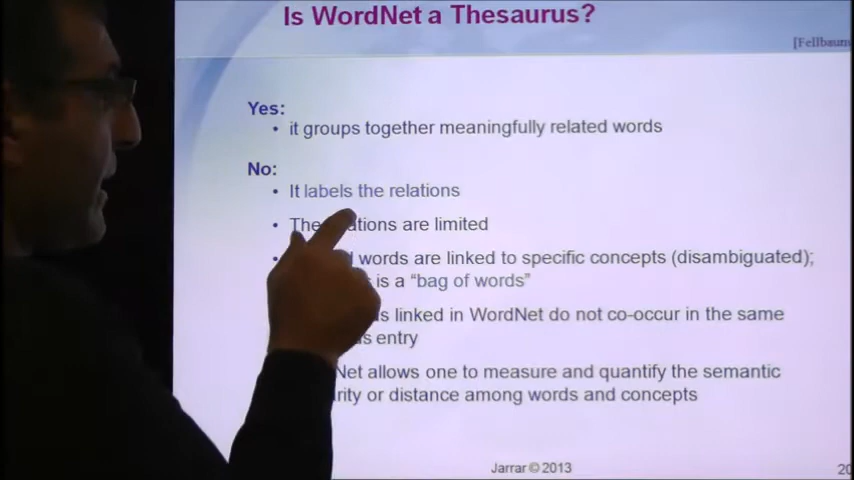 Is WordNet a Thesaurus?
[Fellbaum
Yes:
• it groups together meaningfully related words
No:
• It labels the relations
• The ations are limited
• words are linked to specific concepts (disambiguated);
is a “bag of words”
linked in WordNet do not co-occur in the same
entry
Net allows one to measure and quantify the semantic
rity or distance among words and concepts
Jarrar © 2013
20